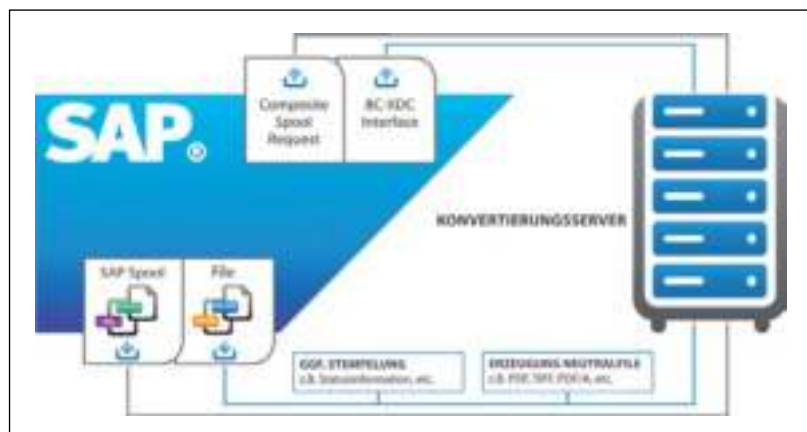 Composite
Spool
Request
BC-XDC
Interface
SAP®
KONVERTIERUNGSSERVER
SAP Spool
File
GGF. STEMPELUNG
z.B. Statusinformation, etc.
ERZEUGUNG NEUTRALFILE
z.B. PDF, TIFF, PDF/A, etc.